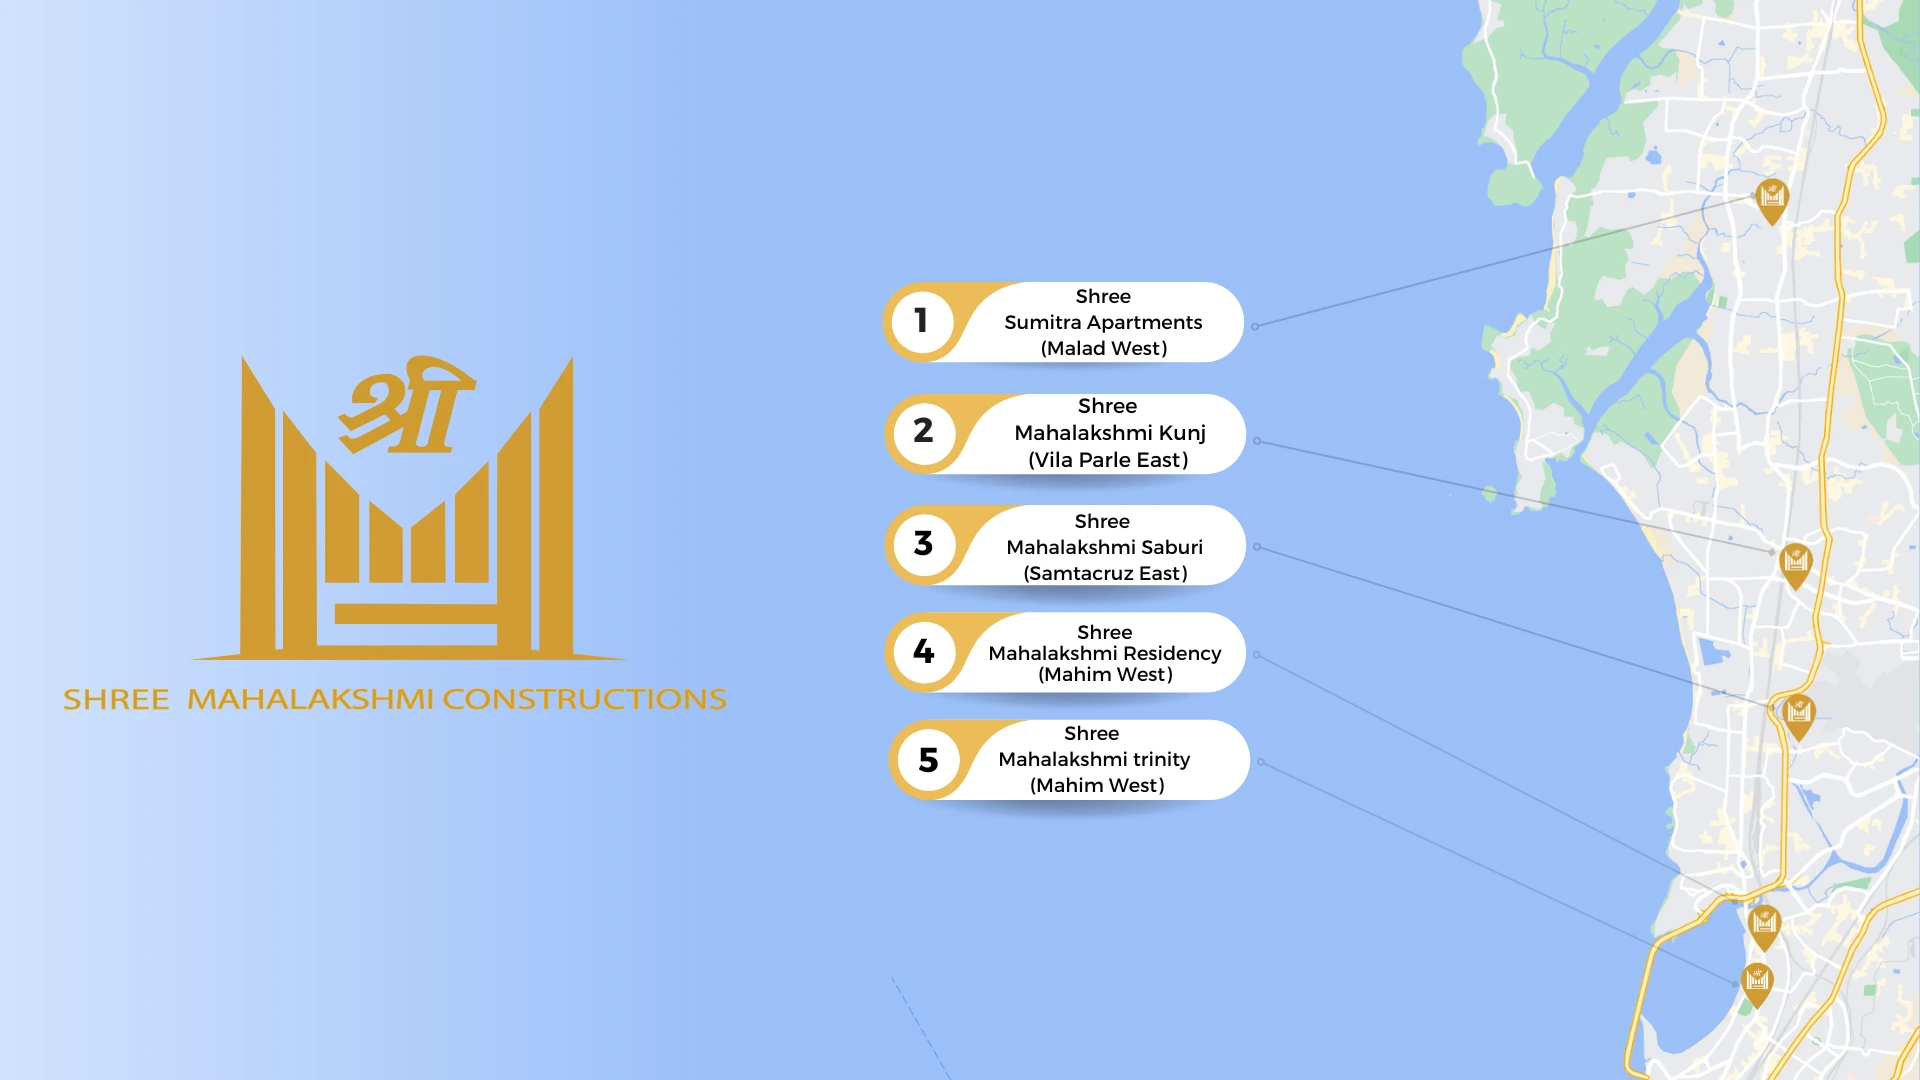 श्री
SHREE MAHALAKSHMI CONSTRUCTIONS
1
Shree
Sumitra Apartments
(Malad West)
2
Shree
Mahalakshmi Kunj
(Vila Parle East)
3
Shree
Mahalakshmi Saburi
(Samtacruz East)
4
Shree
Mahalakshmi Residency
(Mahim West)
5
Shree
Mahalakshmi trinity
(Mahim West)